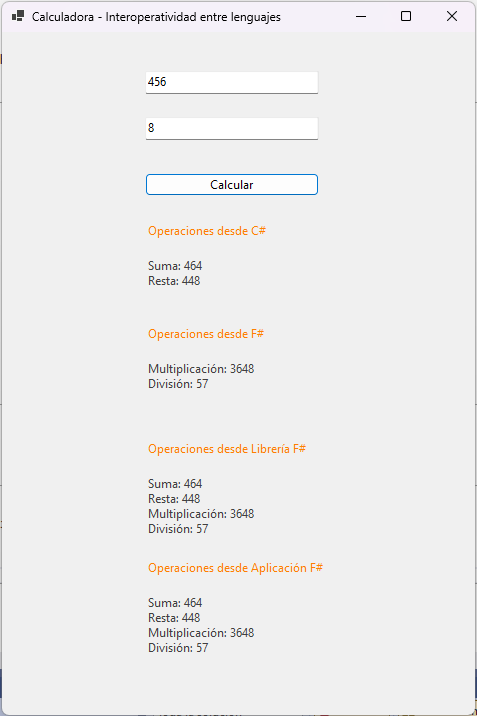 Calculadora - Interoperatividad entre lenguajes
456
8
Calcular
Operaciones desde C#
Suma: 464
Resta: 448
Operaciones desde F#
Multiplicación: 3648
División: 57
Operaciones desde Librería F#
Suma: 464
Resta: 448
Multiplicación: 3648
División: 57
Operaciones desde Aplicación F#
Suma: 464
Resta: 448
Multiplicación: 3648
División: 57